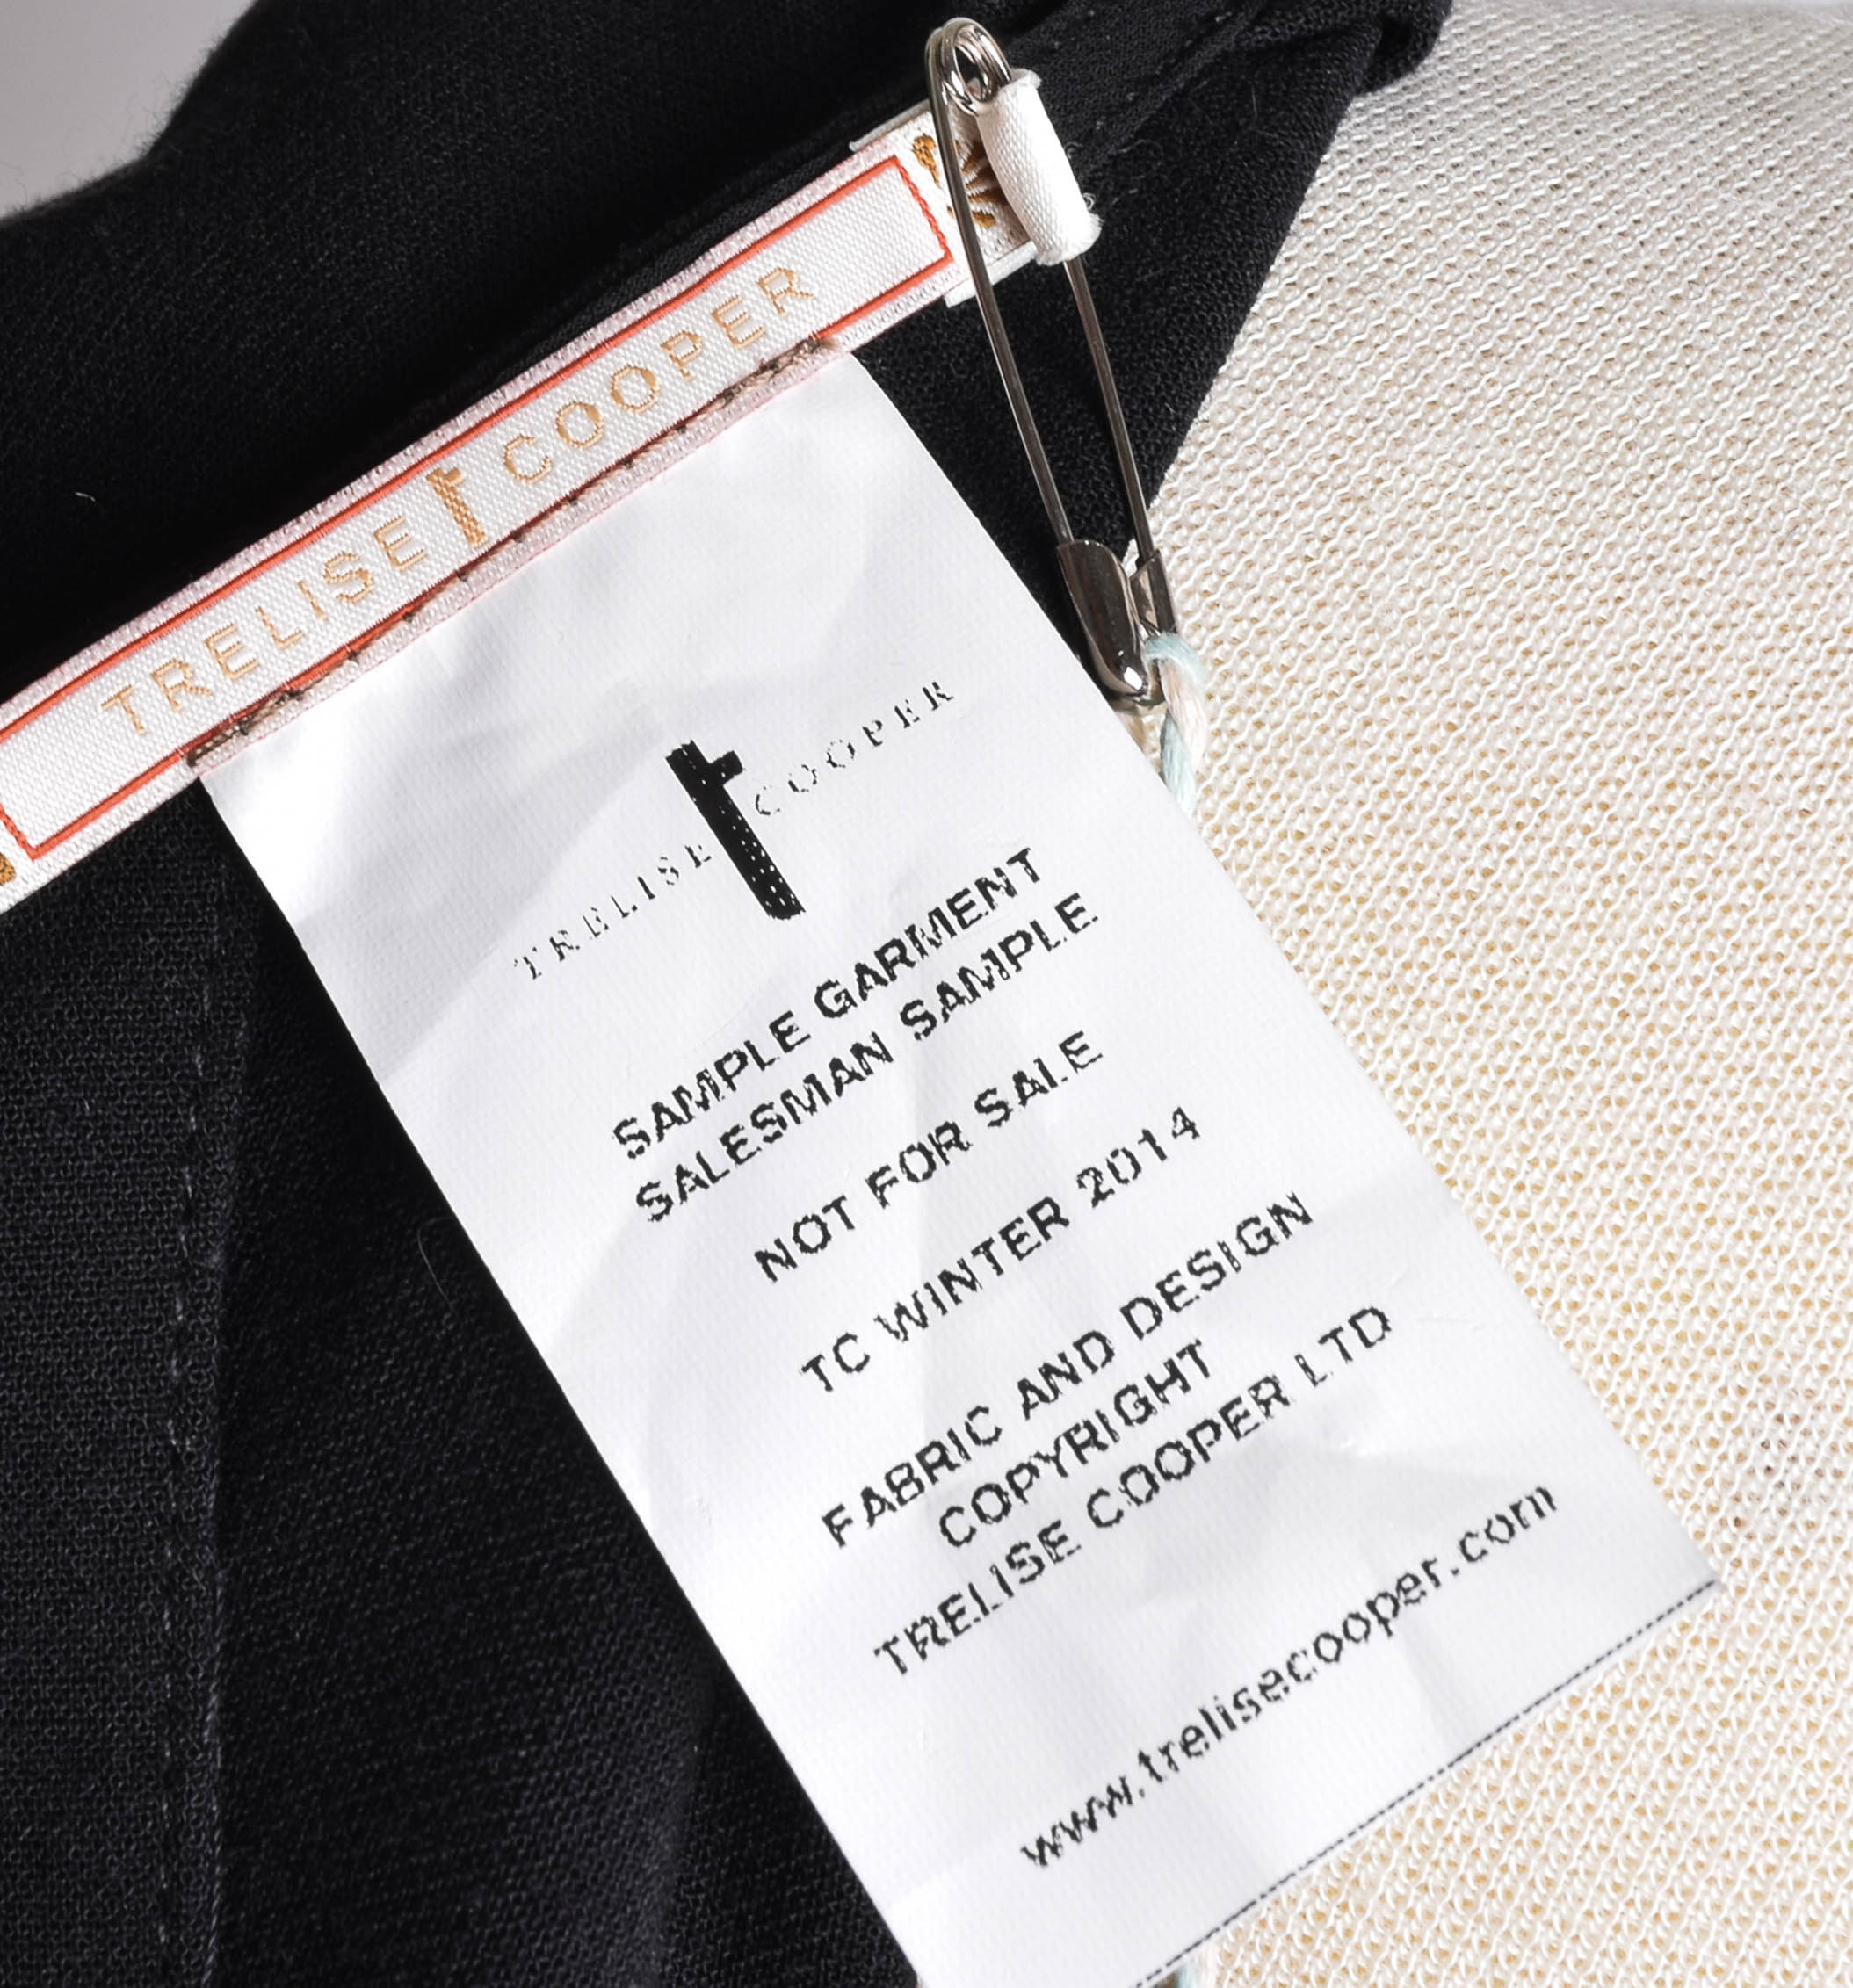 TRELISE t COOPER
TRELISE t COOPER
SAMPLE GARMENT
SALESMAN SAMPLE
NOT FOR SALE
TC WINTER 2014
FABRIC AND DESIGN
COPYRIGHT
TRELISE COOPER LTD
www.trelisecooper.com